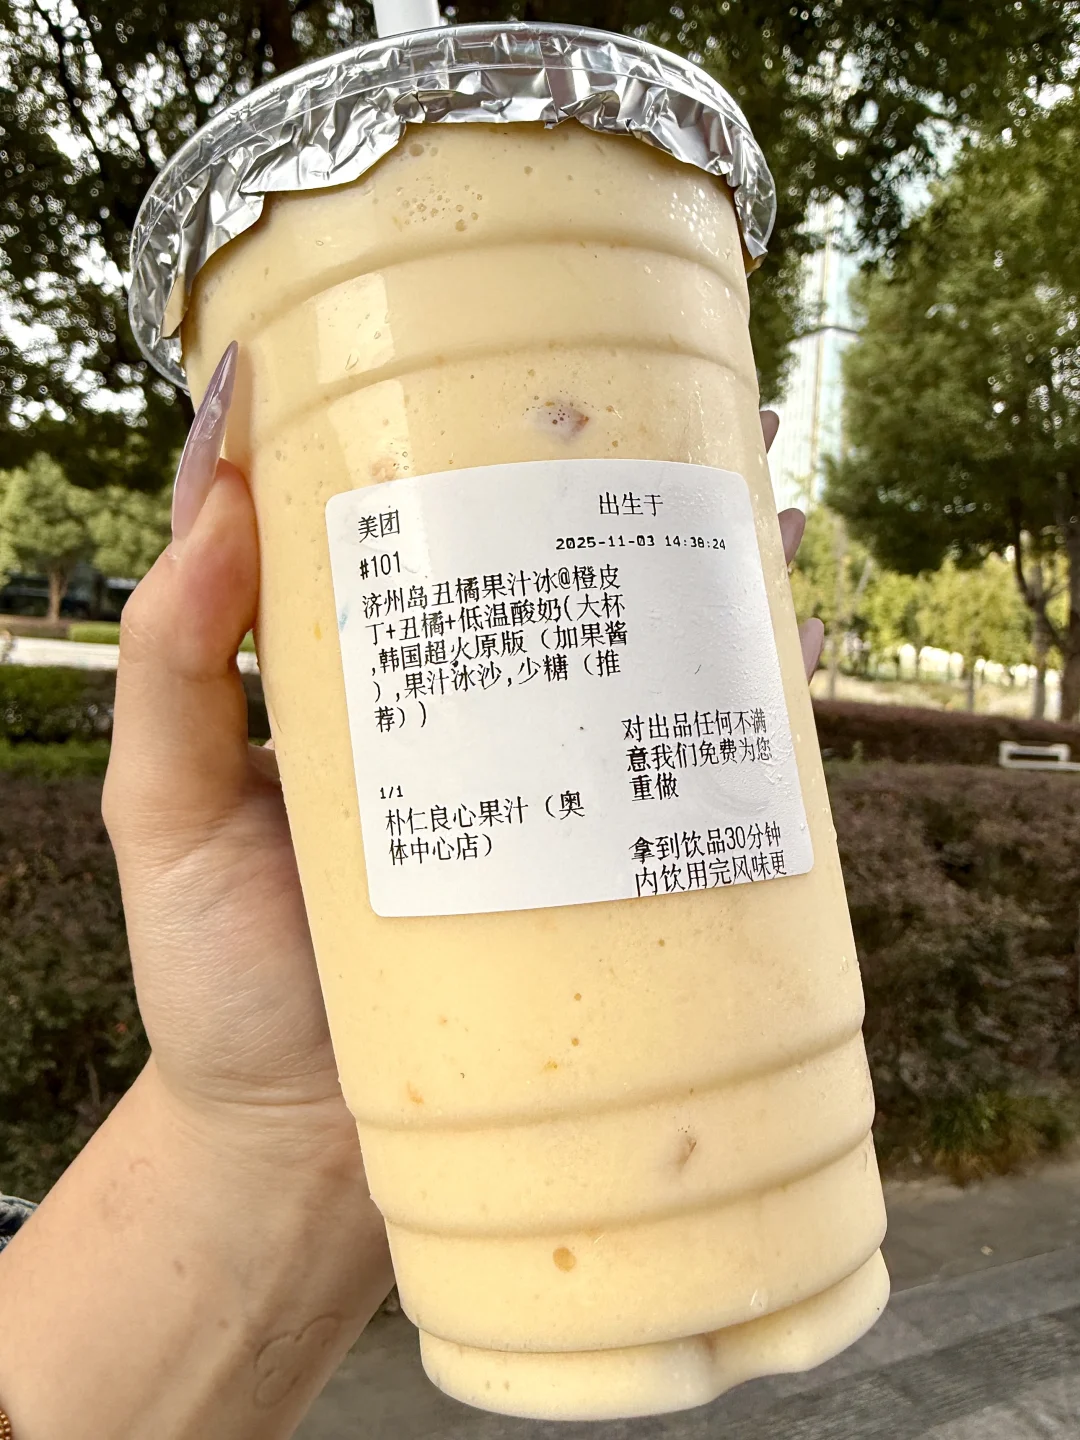 美团
出生于
2025-11-03 14:38:24
#101
济州岛丑橘果汁冰@橙皮
丁+丑橘+低温酸奶(大杯
,韩国超火原版（加果酱
）,果汁冰沙,少糖（推
荐）)
对出品任何不满
意我们免费为您
重做
1/1
朴仁良心果汁（奥
体中心店）
拿到饮品30分钟
内饮用完风味更